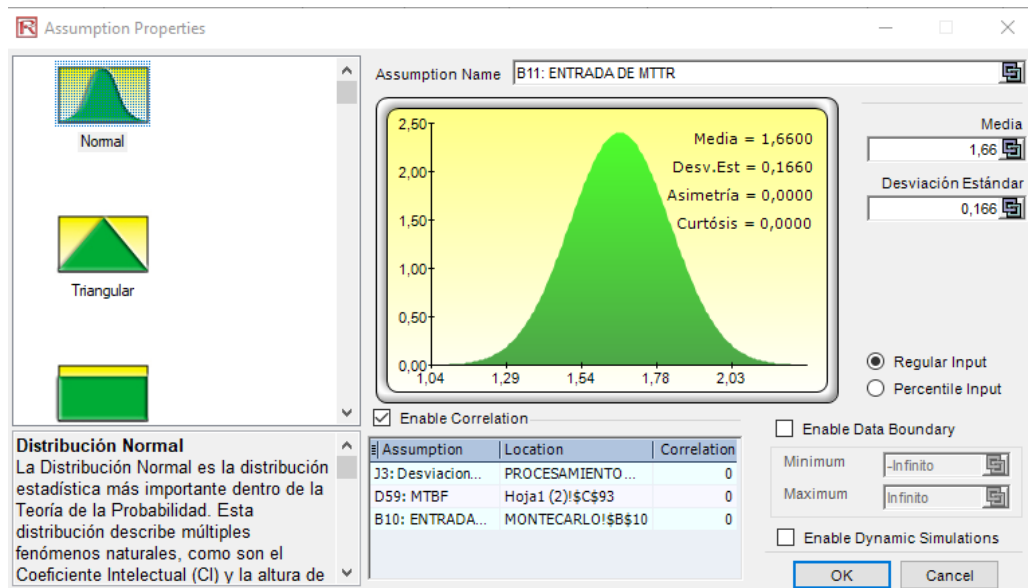 Assumption Properties
Normal
Triangular
Distribución Normal
La Distribución Normal es la distribución
estadística más importante dentro de la
Teoría de la Probabilidad. Esta
distribución describe múltiples
fenómenos naturales, como son el
Coeficiente Intelectual (CI) y la altura de
Assumption Name B11: ENTRADA DE MTTR
2,50
2,00
1,50
1,00
0,50
0,00
1,04 1,29 1,54 1,78 2,03
Media = 1,6600
Desv.Est = 0,1660
Asimetría = 0,0000
Curtósis = 0,0000
Media
1,66
Desviación Estándar
0,166
Regular Input
Percentile Input
Enable Correlation
Assumption Location Correlation
J3: Desviacion... PROCESAMIENTO... 0
D59: MTBF Hoja1 (2)!$C$93 0
B10: ENTRADA... MONTECARLO!$B$10 0
Enable Data Boundary
Minimum -Infinito
Maximum Infinito
Enable Dynamic Simulations
OK Cancel